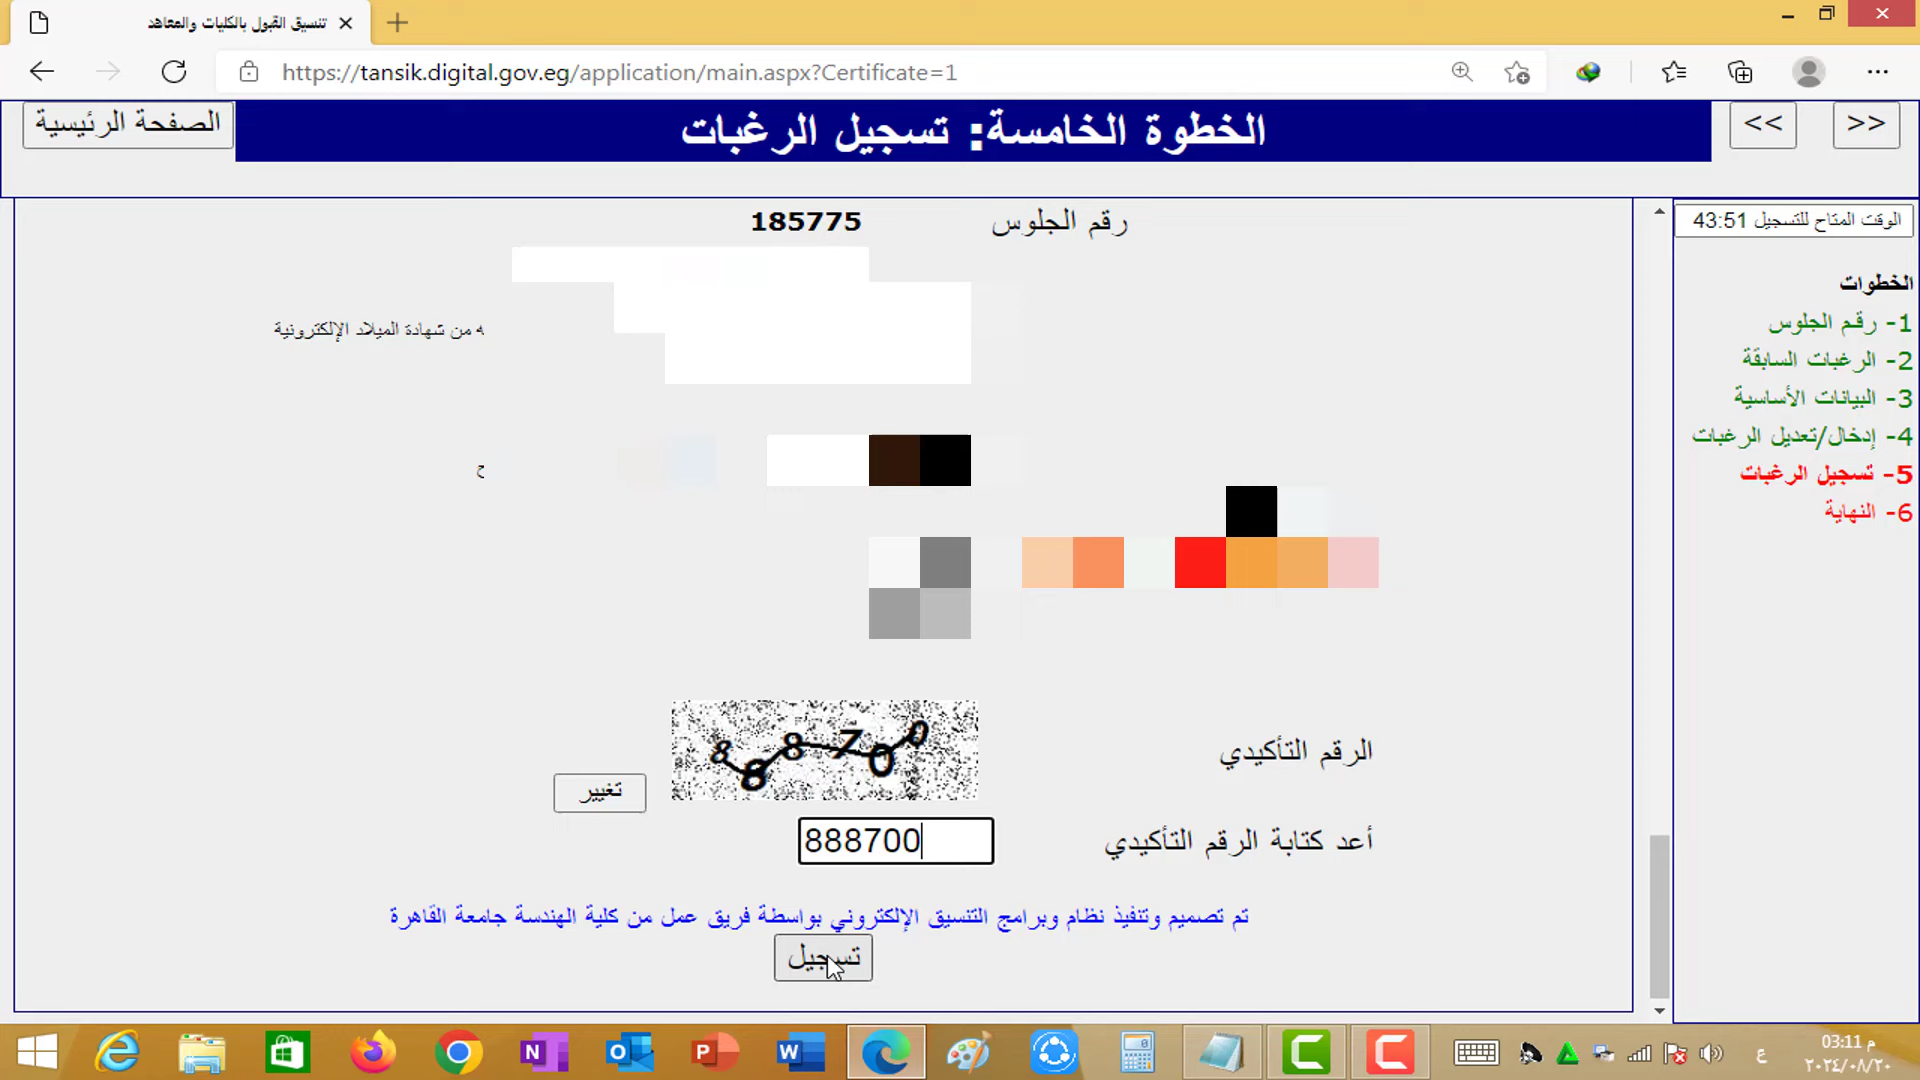 تنسيق القبول بالكليات والمعاهد
https://tansik.digital.gov.eg/application/main.aspx?Certificate=1
الصفحة الرئيسية
الخطوة الخامسة: تسجيل الرغبات
<<
>>
الوقت المتاح للتسجيل 43:51
الخطوات
1- رقم الجلوس
2- الرغبات السابقة
3- البيانات الأساسية
4- إدخال/تعديل الرغبات
5- تسجيل الرغبات
6- النهاية
رقم الجلوس 185775
ه من شهادة الميلاد الإلكترونية
ح
الرقم التأكيدي
888700
تغيير
أعد كتابة الرقم التأكيدي 888700
تم تصميم وتنفيذ نظام وبرامج التنسيق الإلكتروني بواسطة فريق عمل من كلية الهندسة جامعة القاهرة
تسجيل
ع
03:11 م
٢٠٢٤/٠٨/٢٠